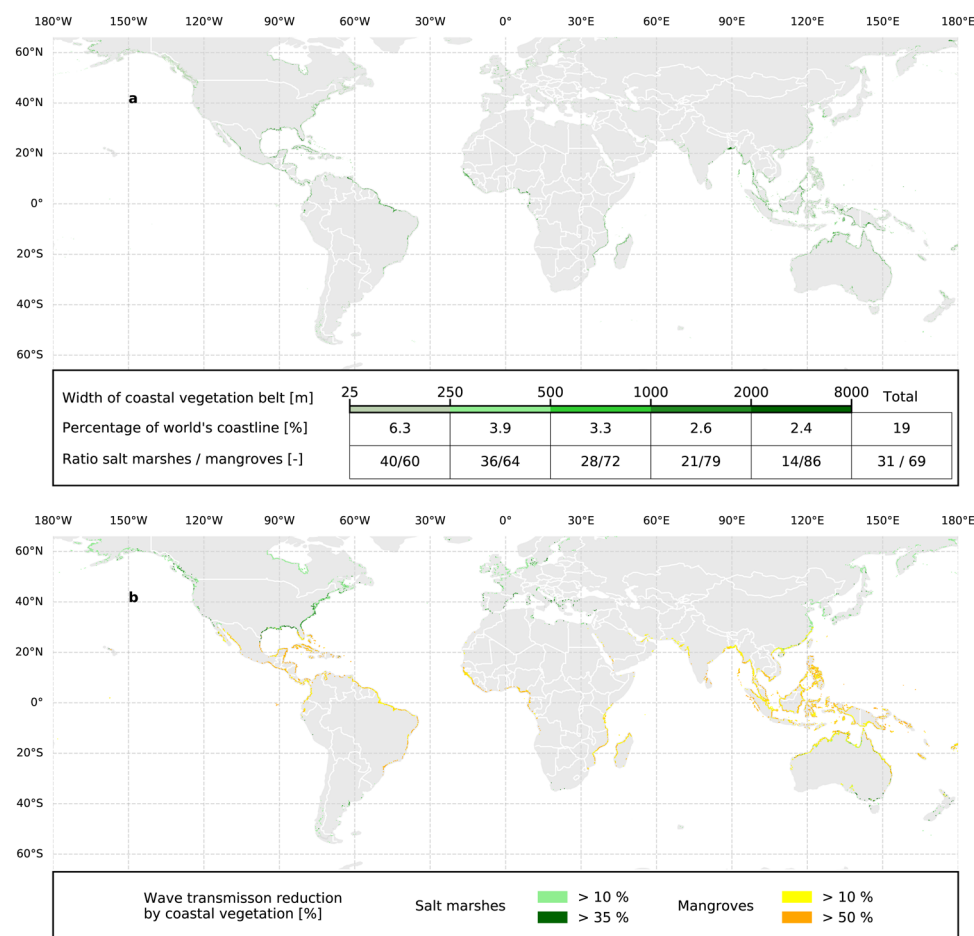 180°W 150°W 120°W 90°W 60°W 30°W 0° 30°E 60°E 90°E 120°E 150°E 180°E
60°N
a
40°N
20°N
0°
20°S
40°S
60°S
Width of coastal vegetation belt [m] 25 250 500 1000 2000 8000 Total
Percentage of world's coastline [%] 6.3 3.9 3.3 2.6 2.4 19
Ratio salt marshes / mangroves [-] 40/60 36/64 28/72 21/79 14/86 31 / 69
180°W 150°W 120°W 90°W 60°W 30°W 0° 30°E 60°E 90°E 120°E 150°E 180°E
60°N
b
40°N
20°N
0°
20°S
40°S
60°S
Wave transmisson reduction
by coastal vegetation [%]
Salt marshes
> 10 %
> 35 %
Mangroves
> 10 %
> 50 %